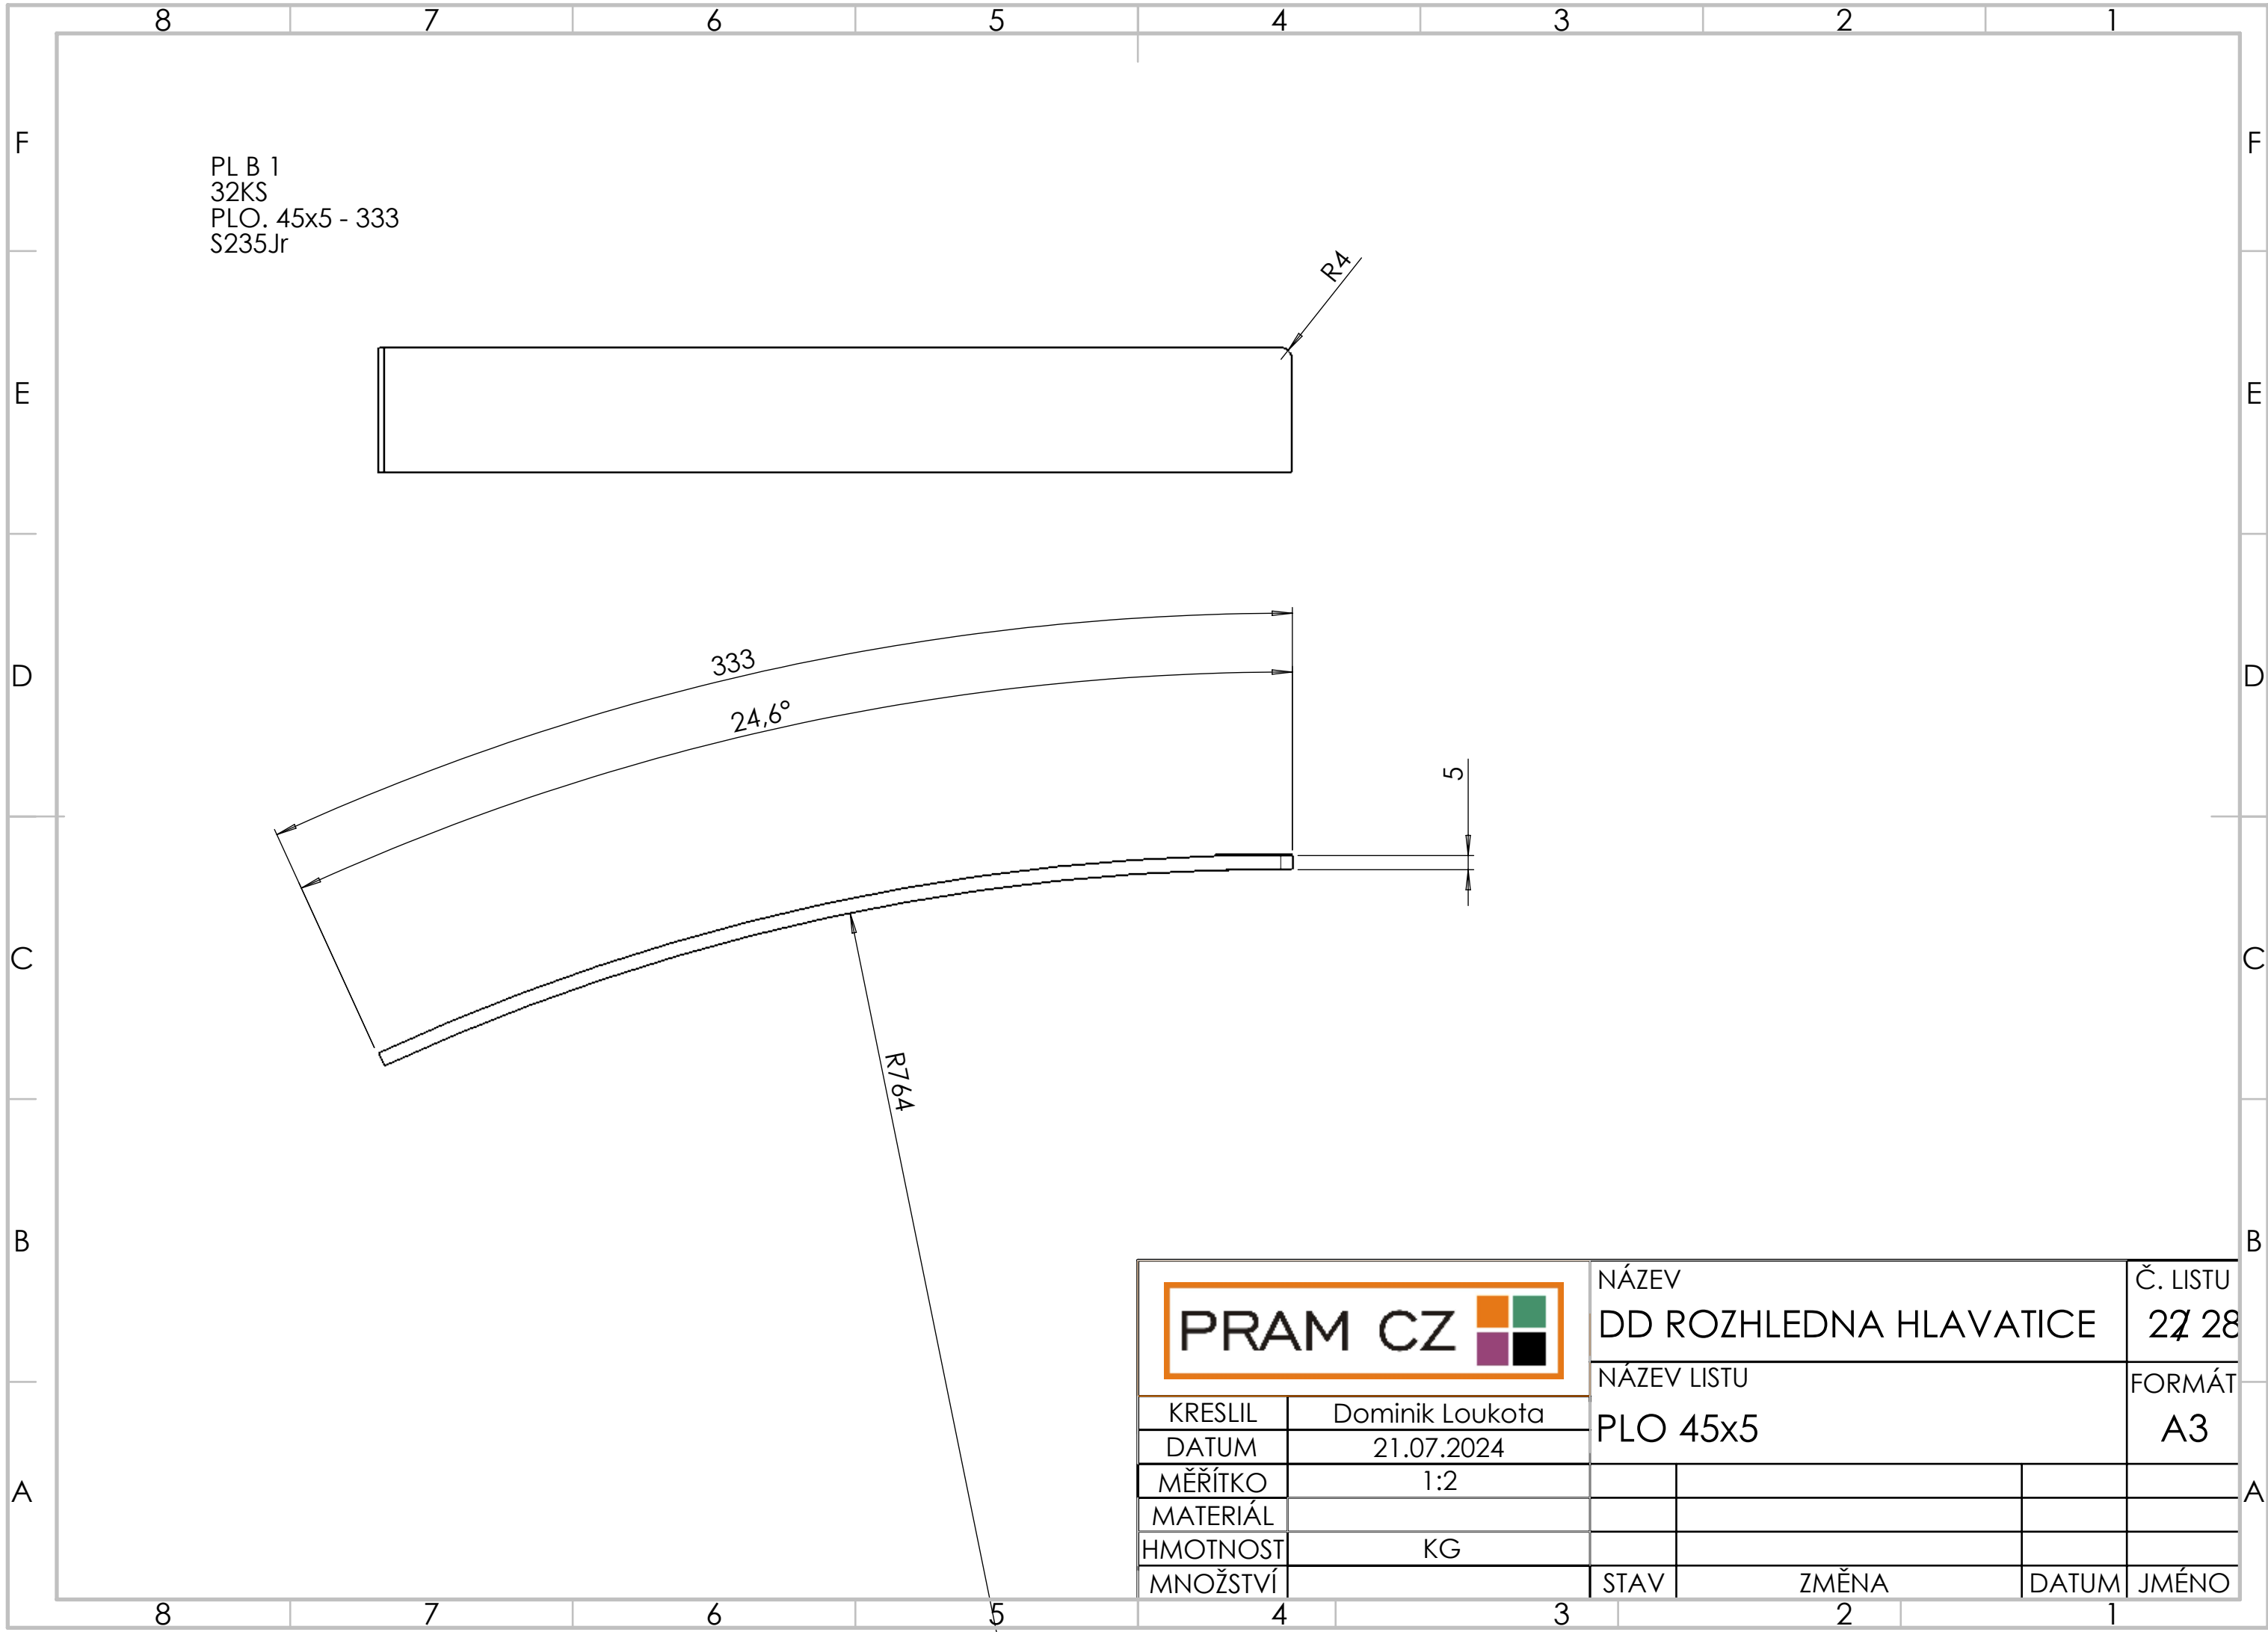 8 7 6 5 4 3 2 1
F F
PL B 1
32KS
PLO. 45x5 - 333
S235Jr
R4
E E
333
D D
24,6°
5
C C
R764
B B
PRAM CZ
NÁZEV
DD ROZHLEDNA HLAVATICE
Č. LISTU
22/ 28
NÁZEV LISTU
PLO 45x5
FORMÁT
A3
KRESLIL Dominik Loukota
DATUM 21.07.2024
MĚŘÍTKO 1:2
MATERIÁL
HMOTNOST KG
MNOŽSTVÍ
STAV ZMĚNA DATUM JMÉNO
A A
8 7 6 5 4 3 2 1